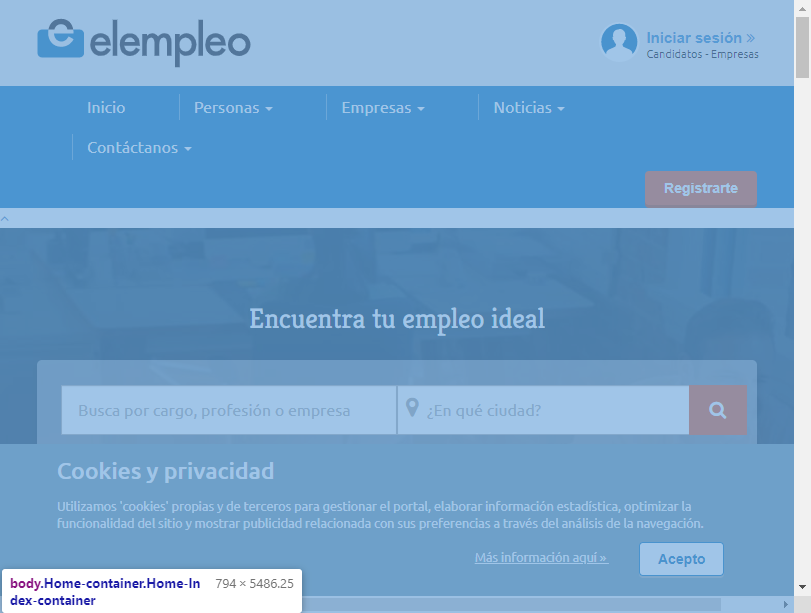 elempleo
Iniciar sesión »
Candidatos - Empresas
Inicio
Personas
Empresas
Noticias
Contáctanos
Registrarte
Encuentra tu empleo ideal
Busca por cargo, profesión o empresa
¿En qué ciudad?
Cookies y privacidad
Utilizamos 'cookies' propias y de terceros para gestionar el portal, elaborar información estadística, optimizar la
funcionalidad del sitio y mostrar publicidad relacionada con sus preferencias a través del análisis de la navegación.
Más información aquí »
Acepto
body.Home-container.Home-In
dex-container
794 × 5486.25